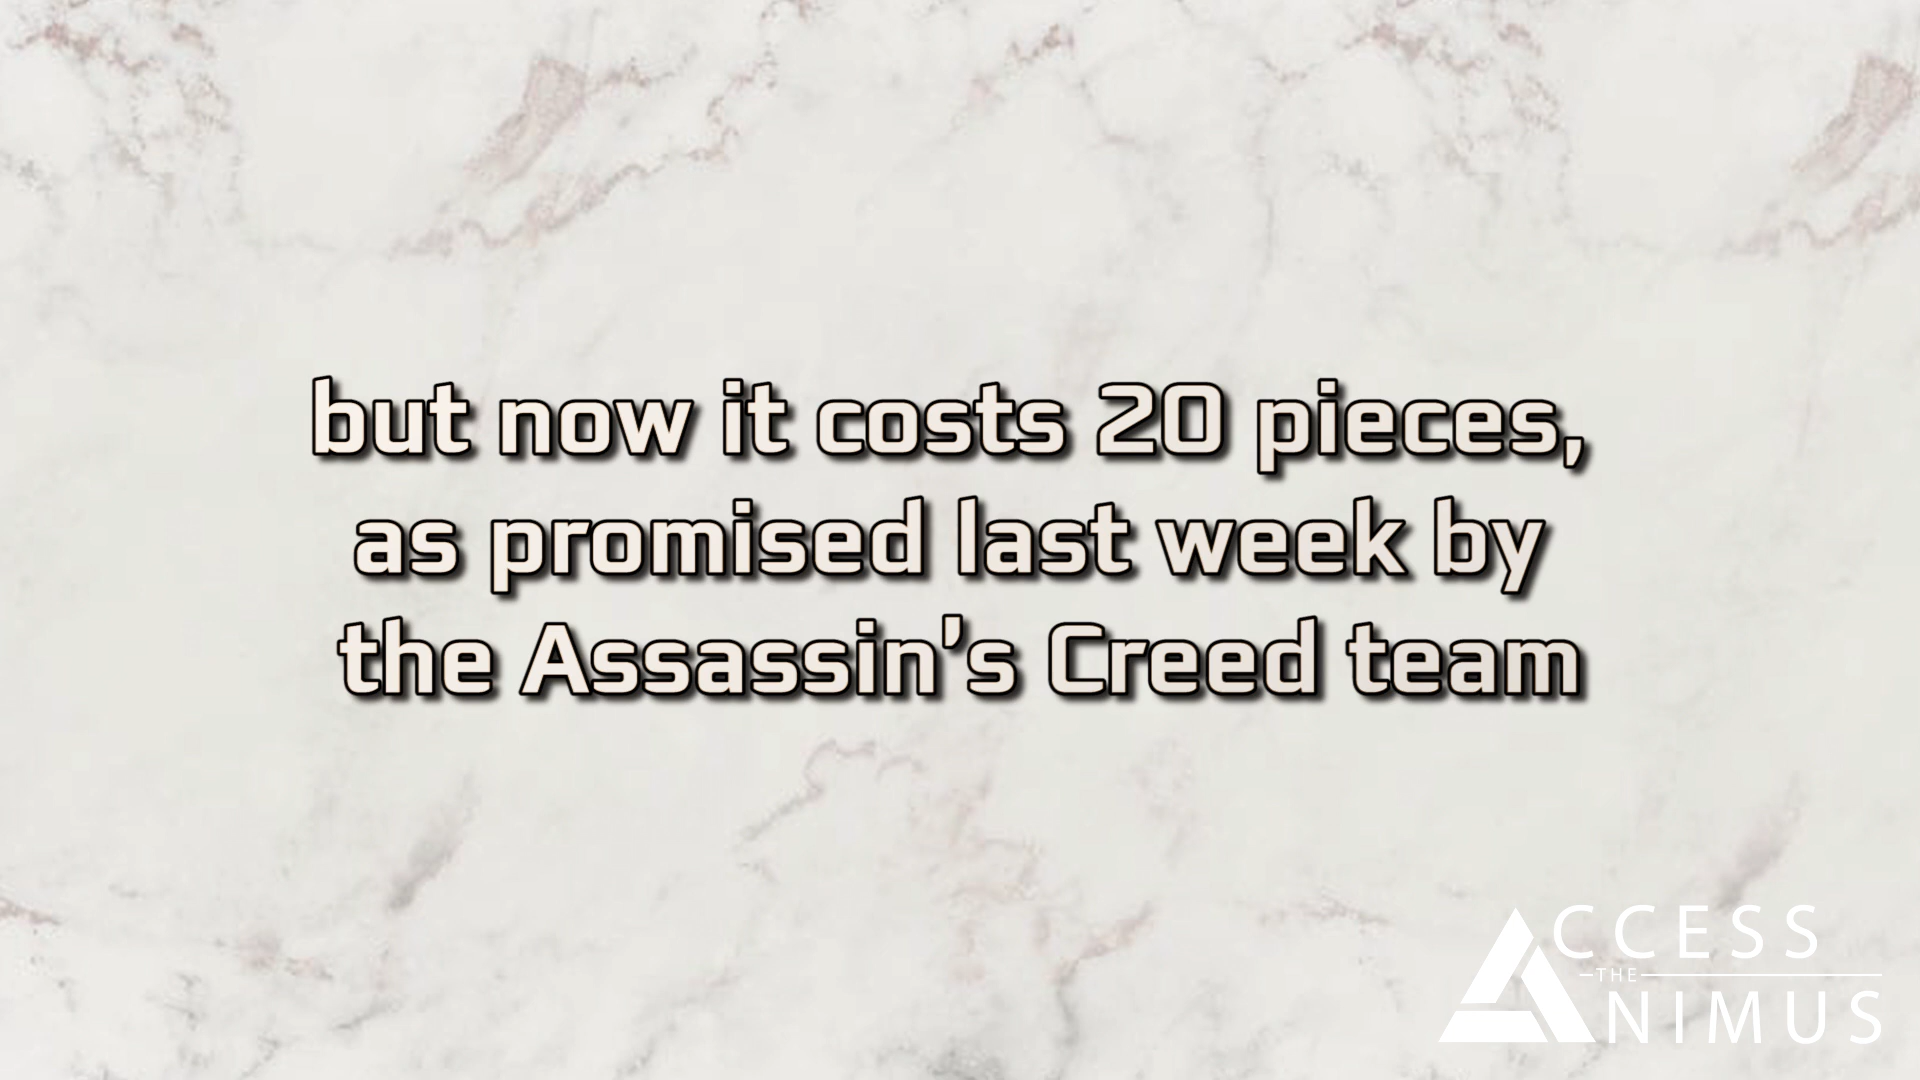 but now it costs 20 pieces,
as promised last week by
the Assassin's Creed team
ACCESS
THE
ANIMUS